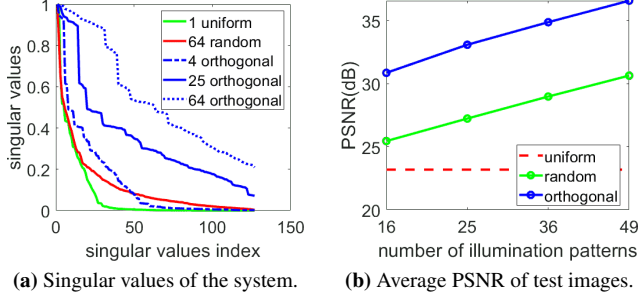 1
0.8
0.6
0.4
0.2
0
0 50 100 150
singular values
singular values index
1 uniform
64 random
4 orthogonal
25 orthogonal
64 orthogonal
(a) Singular values of the system.
35
30
25
20
16 25 36 49
PSNR(dB)
number of illumination patterns
uniform
random
orthogonal
(b) Average PSNR of test images.